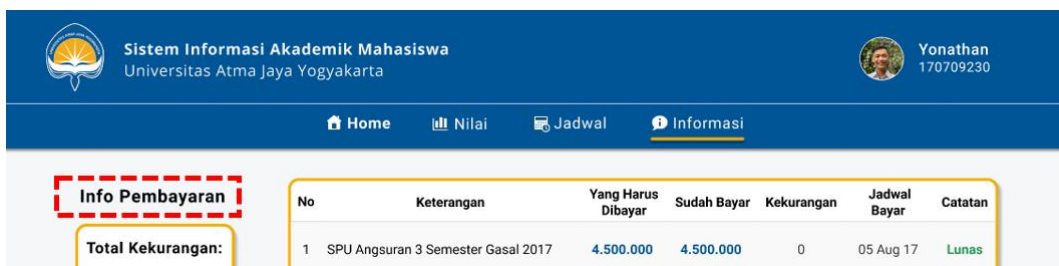 Sistem Informasi Akademik Mahasiswa
Universitas Atma Jaya Yogyakarta
Yonathan
170709230
Home Nilai Jadwal Informasi
Info Pembayaran
Total Kekurangan:
No Keterangan Yang Harus Dibayar Sudah Bayar Kekurangan Jadwal Bayar Catatan
1 SPU Angsuran 3 Semester Gasal 2017 4.500.000 4.500.000 0 05 Aug 17 Lunas